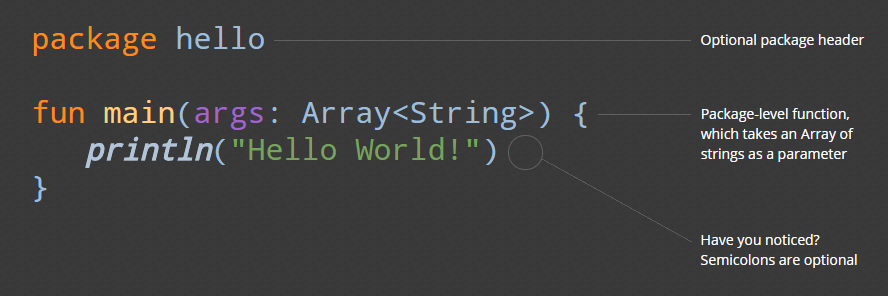 package hello
Optional package header
fun main(args: Array<String>) {
Package-level function,
which takes an Array of
strings as a parameter
println("Hello World!")
}
Have you noticed?
Semicolons are optional